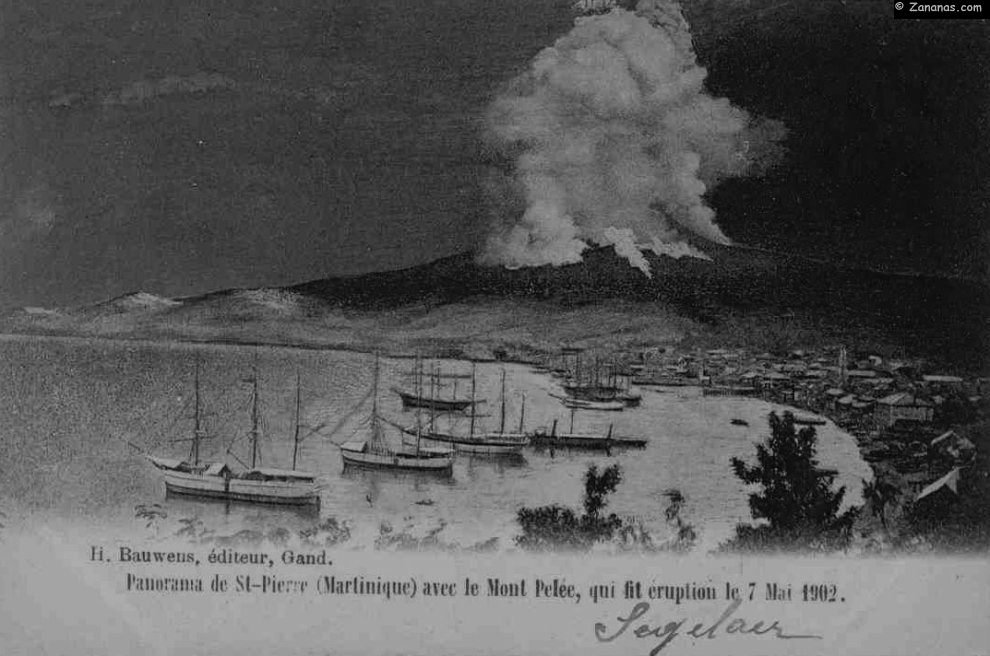 © Zananas.com
H. Bauwens, éditeur, Gand.
Panorama de St-Pierre (Martinique) avec le Mont Pelée, qui fit éruption le 7 Mai 1902.